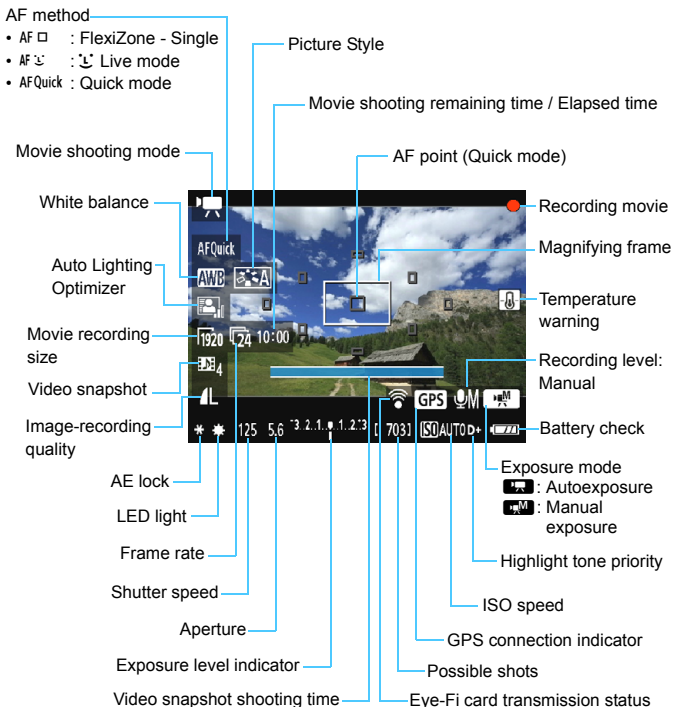 AF method
• AF □ : FlexiZone - Single
• AF : Live mode
• AFQuick : Quick mode
Picture Style
Movie shooting remaining time / Elapsed time
Movie shooting mode
AF point (Quick mode)
White balance
Recording movie
AFQuick
Magnifying frame
AWB
A
Auto Lighting
Optimizer
Temperature
warning
Movie recording
size
1920 24 10:00
Recording level:
Manual
Video snapshot
4
Image-recording
quality
L
GPS M M
Battery check
* 125 5.6 -3..2..1..0..1..2.+3 [ 703] ISO AUTO D+
Exposure mode
: Autoexposure
M : Manual
exposure
AE lock
LED light
Frame rate
Highlight tone priority
Shutter speed
ISO speed
Aperture
GPS connection indicator
Exposure level indicator
Possible shots
Video snapshot shooting time
Eye-Fi card transmission status